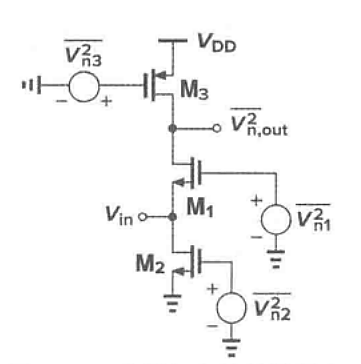 V²n3
VDD
M3
V²n,out
M1
Vin
V²n1
M2
V²n2
+
−
+
−
+
−